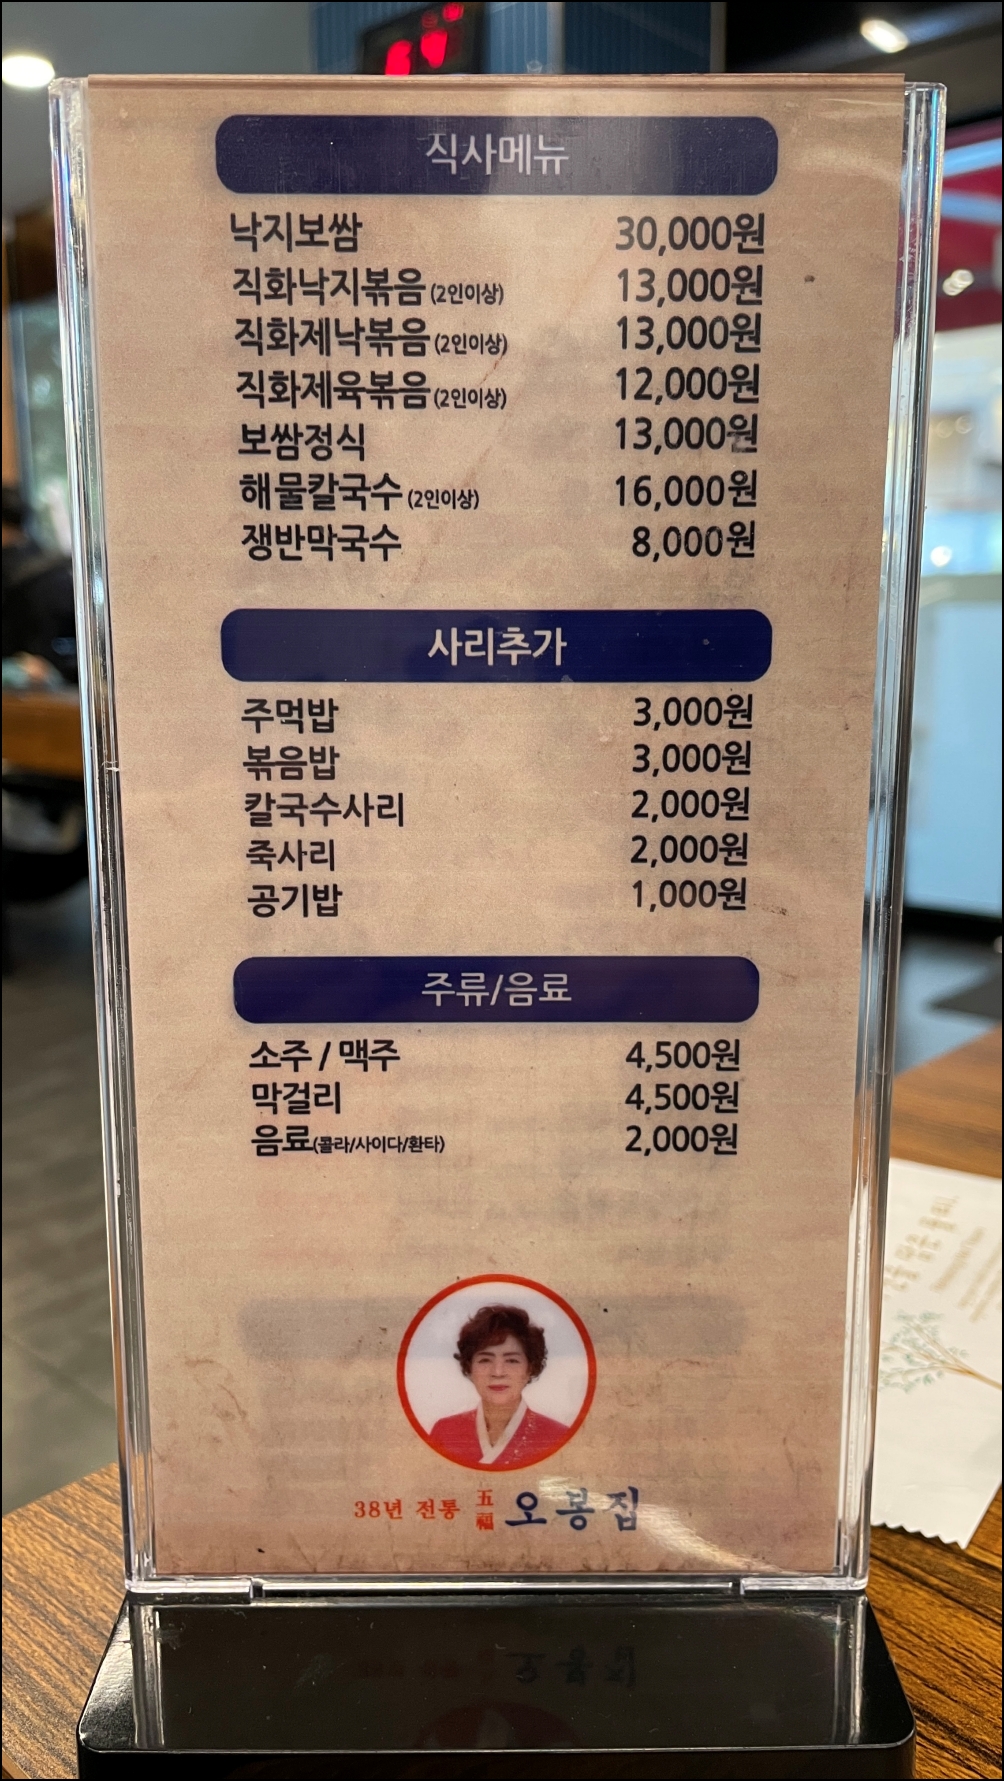 식사메뉴
낙지보쌈 30,000원
직화낙지볶음 (2인이상) 13,000원
직화제낙볶음 (2인이상) 13,000원
직화제육볶음 (2인이상) 12,000원
보쌈정식 13,000원
해물칼국수 (2인이상) 16,000원
쟁반막국수 8,000원
사리추가
주먹밥 3,000원
볶음밥 3,000원
칼국수사리 2,000원
죽사리 2,000원
공기밥 1,000원
주류/음료
소주 / 맥주 4,500원
막걸리 4,500원
음료(콜라/사이다/환타) 2,000원
38년 전통 五福 오봉집